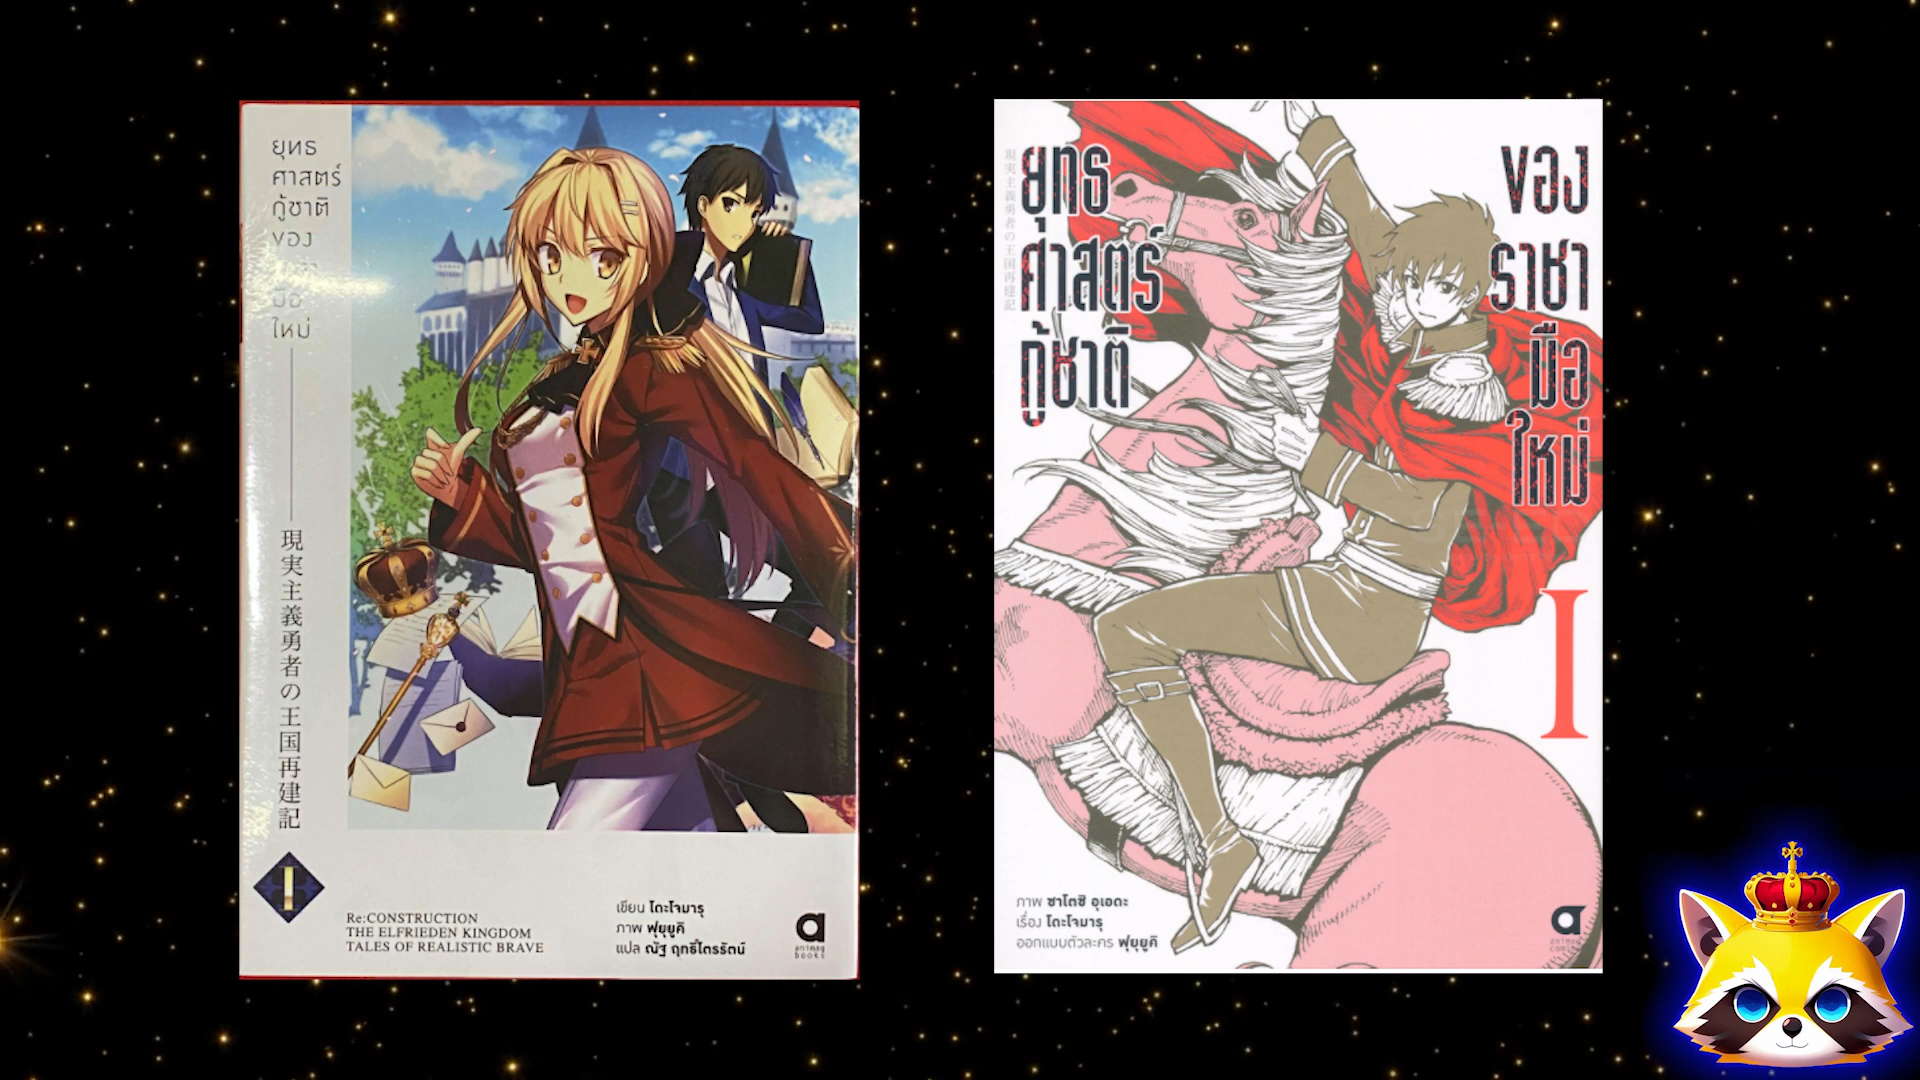 ยุทธ
ศาสตร์
กู้ชาติ
ของ
มือ
ใหม่
現実主義勇者の王国再建記
I
Re:CONSTRUCTION
THE ELFRIEDEN KINGDOM
TALES OF REALISTIC BRAVE
เขียน โดะโจมารุ
ภาพ ฟุยุยูคิ
แปล ณัฐ ฤทธิ์ไตรรัตน์
a
animag
books
現実主義勇者の王国再建記
ยุทธ
ศาสตร์
กู้ชาติ
ของ
ราชา
มือ
ใหม่
I
ภาพ ซาโตชิ อุเอดะ
เรื่อง โดะโจมารุ
ออกแบบตัวละคร ฟุยุยูคิ
a
animag
comics